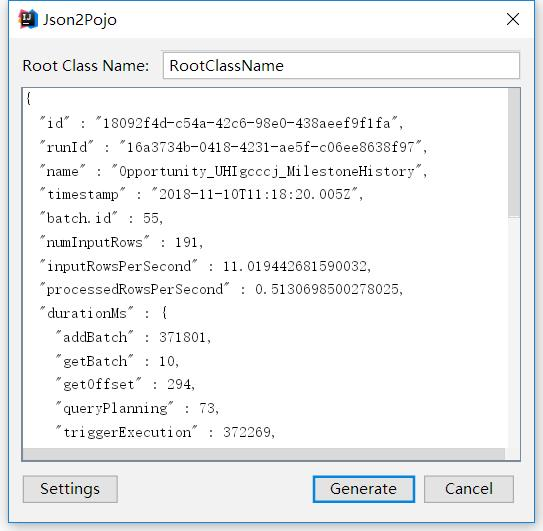 Json2Pojo
Root Class Name: RootClassName
{
"id" : "18092f4d-c54a-42c6-98e0-438aeef9f1fa",
"runId" : "16a3734b-0418-4231-ae5f-c06ee8638f97",
"name" : "Opportunity_UHIgcccj_MilestoneHistory",
"timestamp" : "2018-11-10T11:18:20.005Z",
"batch.id" : 55,
"numInputRows" : 191,
"inputRowsPerSecond" : 11.019442681590032,
"processedRowsPerSecond" : 0.5130698500278025,
"durationMs" : {
"addBatch" : 371801,
"getBatch" : 10,
"getOffset" : 294,
"queryPlanning" : 73,
"triggerExecution" : 372269,
Settings Generate Cancel